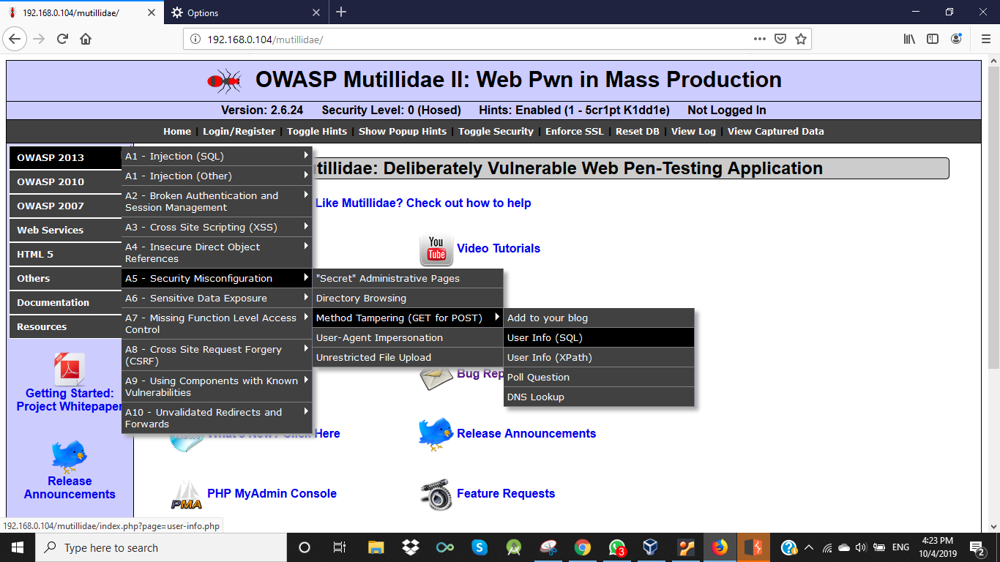 192.168.0.104/mutillidae/
Options
192.168.0.104/mutillidae/
OWASP Mutillidae II: Web Pwn in Mass Production
Version: 2.6.24 Security Level: 0 (Hosed) Hints: Enabled (1 - 5cr1pt K1dd1e) Not Logged In
Home | Login/Register | Toggle Hints | Show Popup Hints | Toggle Security | Enforce SSL | Reset DB | View Log | View Captured Data
OWASP 2013
OWASP 2010
OWASP 2007
Web Services
HTML 5
Others
Documentation
Resources
Getting Started:
Project Whitepaper
Release
Announcements
A1 - Injection (SQL)
A1 - Injection (Other)
A2 - Broken Authentication and
Session Management
A3 - Cross Site Scripting (XSS)
A4 - Insecure Direct Object
References
A5 - Security Misconfiguration
A6 - Sensitive Data Exposure
A7 - Missing Function Level Access
Control
A8 - Cross Site Request Forgery
(CSRF)
A9 - Using Components with Known
Vulnerabilities
A10 - Unvalidated Redirects and
Forwards
"Secret" Administrative Pages
Directory Browsing
Method Tampering (GET for POST)
User-Agent Impersonation
Unrestricted File Upload
Add to your blog
User Info (SQL)
User Info (XPath)
Poll Question
DNS Lookup
tillidae: Deliberately Vulnerable Web Pen-Testing Application
Like Mutillidae? Check out how to help
You
Tube
Video Tutorials
Bug Rep
What's New? Click Here
Release Announcements
PMA
PHP MyAdmin Console
Feature Requests
192.168.0.104/mutillidae/index.php?page=user-info.php
Type here to search
3
ENG
4:23 PM
10/4/2019
2